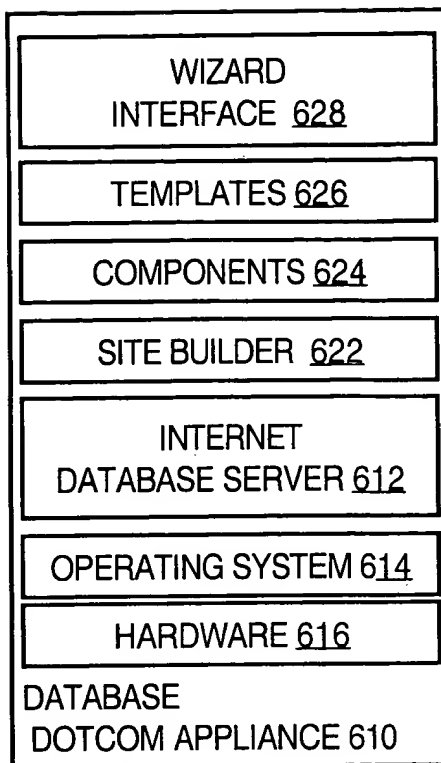 WIZARD
INTERFACE 628
TEMPLATES 626
COMPONENTS 624
SITE BUILDER 622
INTERNET
DATABASE SERVER 612
OPERATING SYSTEM 614
HARDWARE 616
DATABASE
DOTCOM APPLIANCE 610